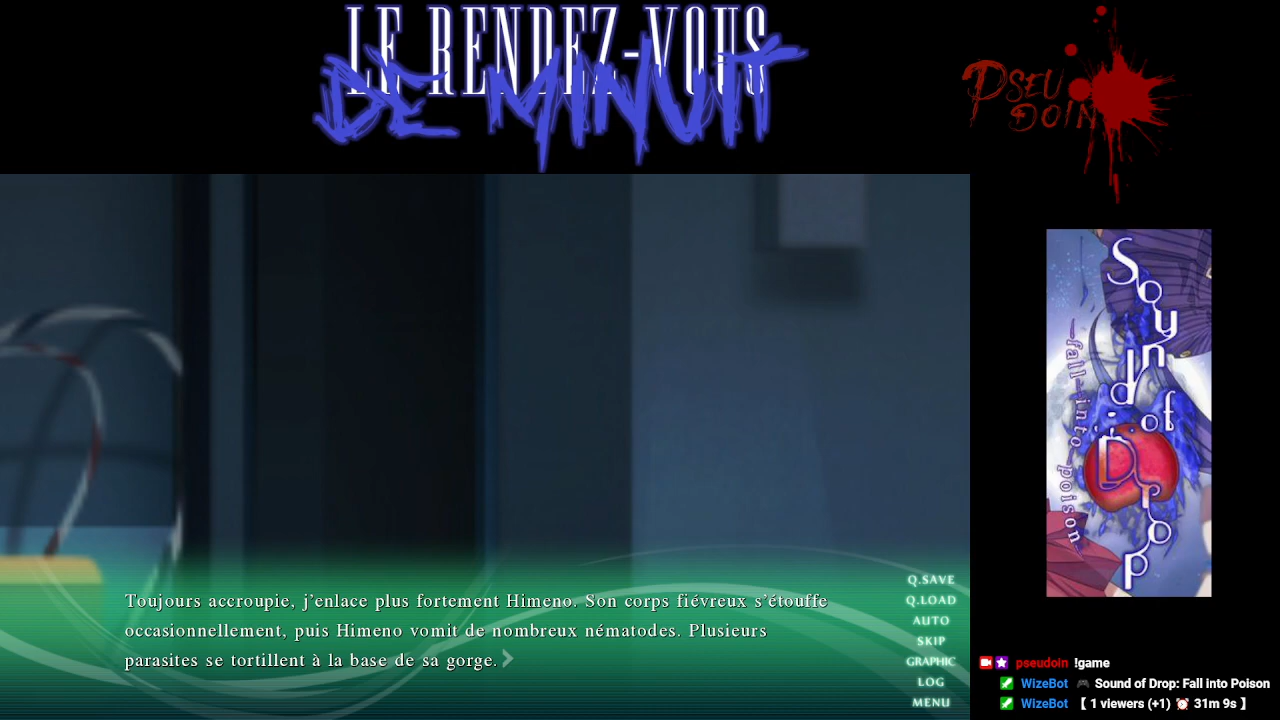 LE RENDEZ-VOUS
DE MINUIT
PSEU
DOIN
Sound of Drop
—fall into poison—
Toujours accroupie, j'enlace plus fortement Himeno. Son corps fiévreux s'étouffe
occasionnellement, puis Himeno vomit de nombreux nématodes. Plusieurs
parasites se tortillent à la base de sa gorge.
Q.SAVE
Q.LOAD
AUTO
SKIP
GRAPHIC
LOG
MENU
pseudoin !game
WizeBot 🎮 Sound of Drop: Fall into Poison
WizeBot 【 1 viewers (+1) ⏰ 31m 9s 】